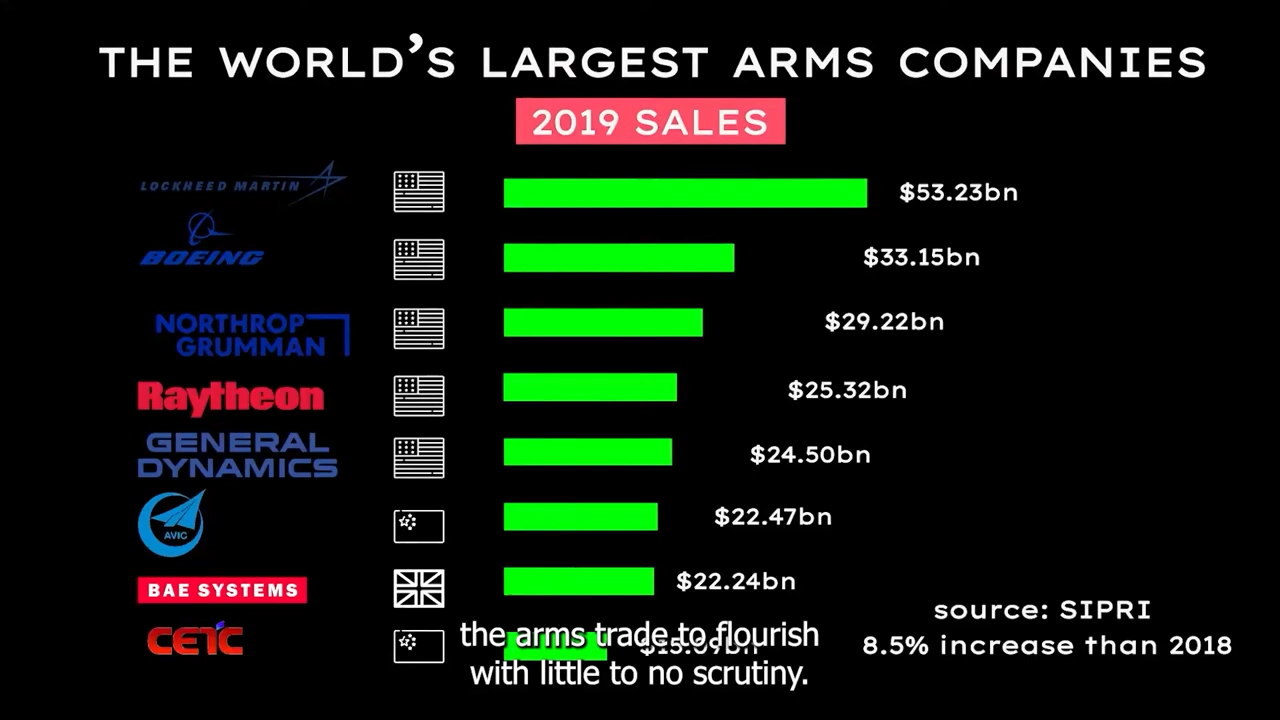 THE WORLD'S LARGEST ARMS COMPANIES
2019 SALES
LOCKHEED MARTIN
$53.23bn
BOEING
$33.15bn
NORTHROP
GRUMMAN
$29.22bn
Raytheon
$25.32bn
GENERAL
DYNAMICS
$24.50bn
AVIC
$22.47bn
BAE SYSTEMS
$22.24bn
CETC
$15.09bn
source: SIPRI
8.5% increase than 2018
the arms trade to flourish
with little to no scrutiny.